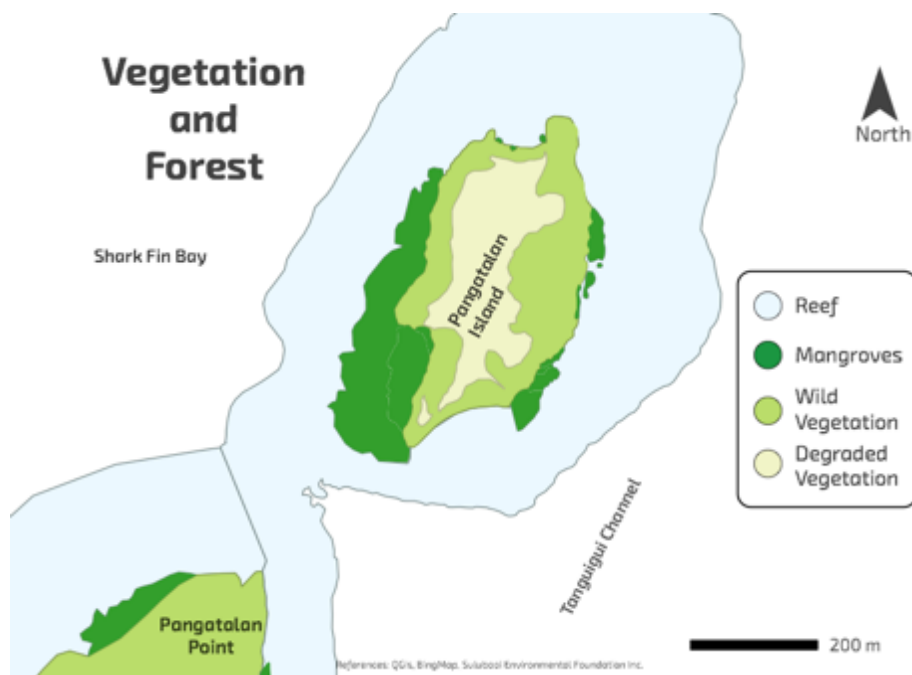 Vegetation
and
Forest
North
Shark Fin Bay
Pangatalan
Island
Reef
Mangroves
Wild
Vegetation
Degraded
Vegetation
Tanguigui Channel
Pangatalan
Point
200 m
References: QGis, BingMap, Sulubaaï Environmental Foundation Inc.